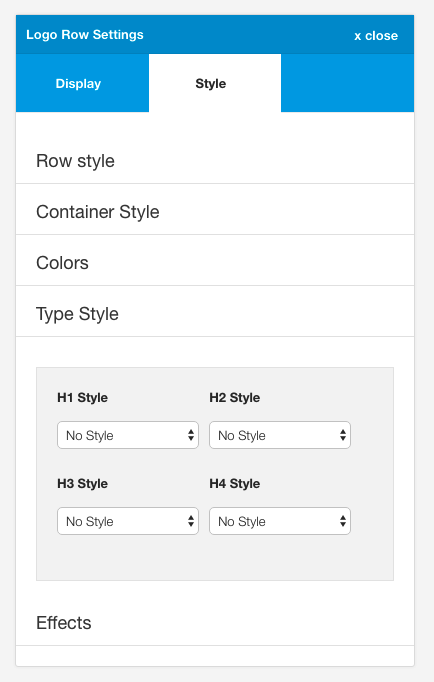 Logo Row Settings x close
Display Style
Row style
Container Style
Colors
Type Style
H1 Style H2 Style
No Style No Style
H3 Style H4 Style
No Style No Style
Effects